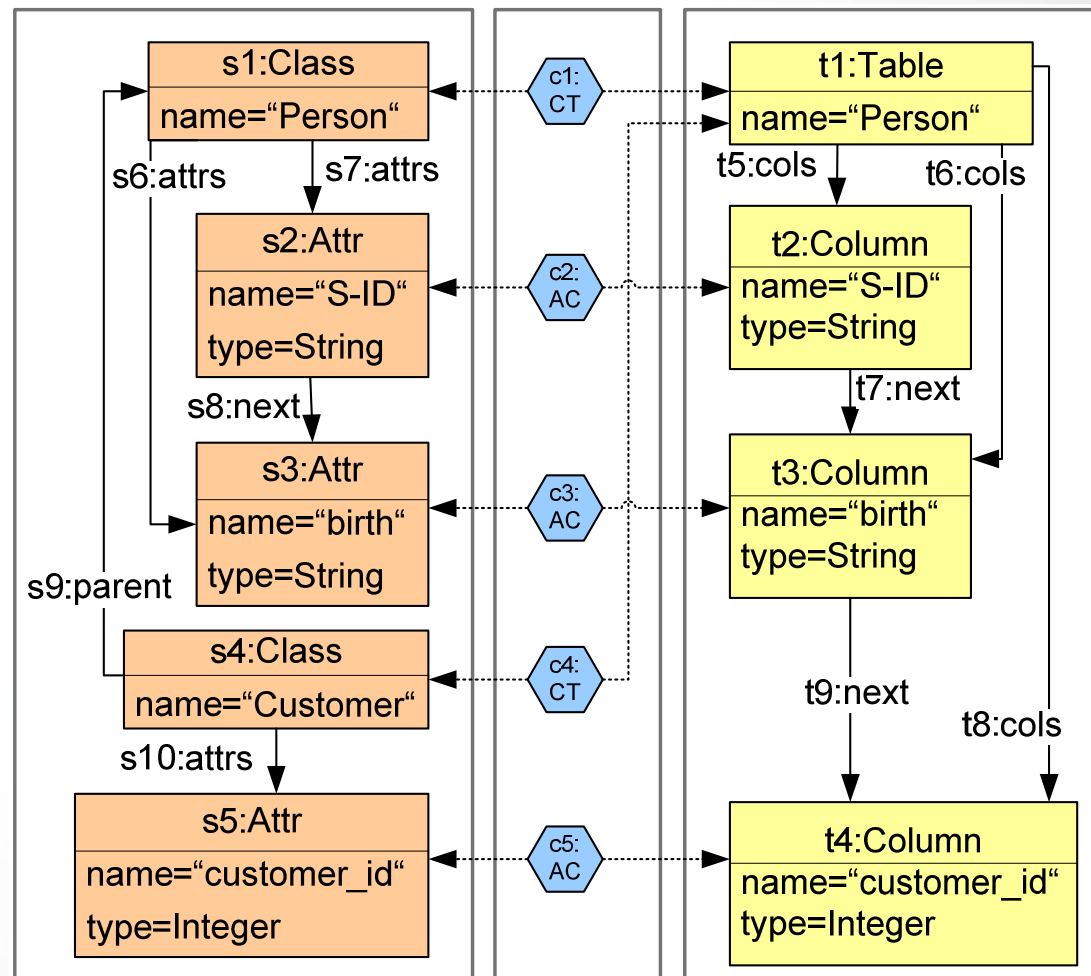 s1:Class
name=“Person“
s6:attrs
s7:attrs
s2:Attr
name=“S-ID“
type=String
s8:next
s3:Attr
name=“birth“
type=String
s9:parent
s4:Class
name=“Customer“
s10:attrs
s5:Attr
name=“customer_id“
type=Integer
c1:
CT
c2:
AC
c3:
AC
c4:
CT
c5:
AC
t1:Table
name=“Person“
t5:cols
t6:cols
t2:Column
name=“S-ID“
type=String
t7:next
t3:Column
name=“birth“
type=String
t9:next
t8:cols
t4:Column
name=“customer_id“
type=Integer